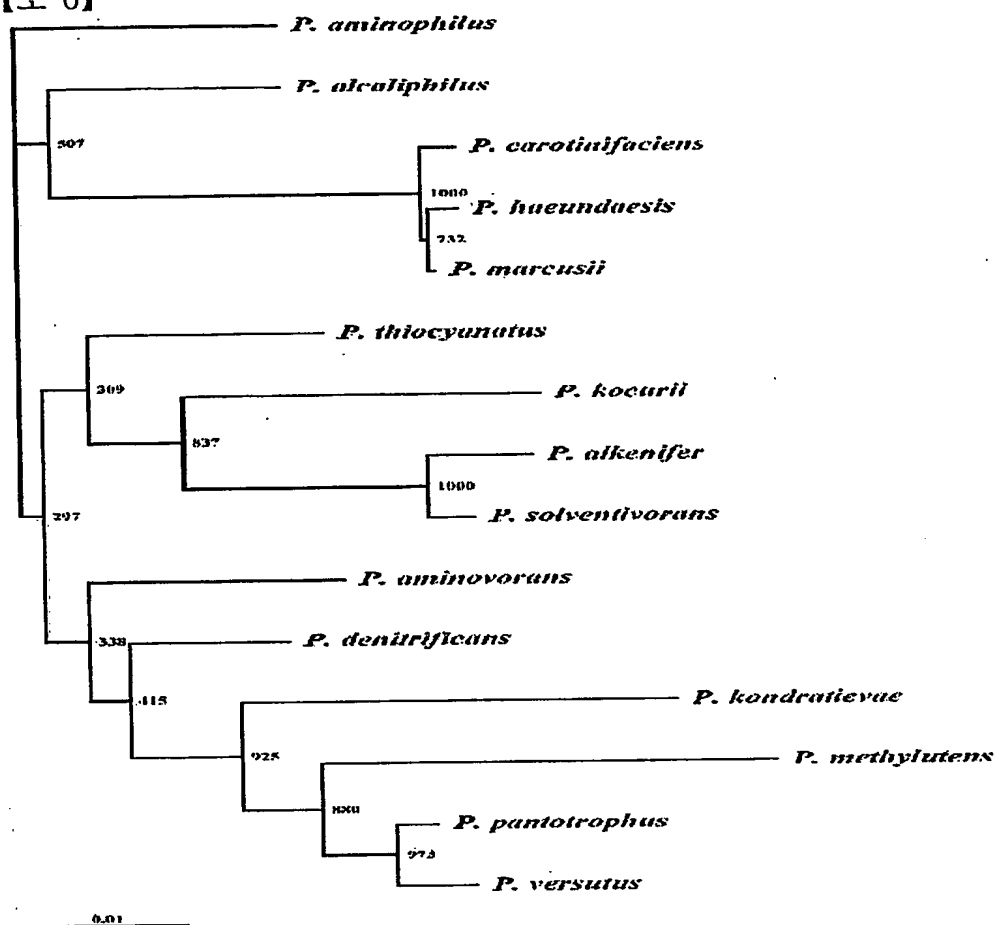 P. aminophilus
P. alcaliphilus
507
P. carotinifaciens
1000
P. haeundaesis
732
P. marcusii
P. thiocyanatus
309
P. kocurii
837
P. alkenifer
1000
P. solventivorans
297
P. aminovorans
338
P. denitrificans
415
P. kondratievae
925
P. methylutens
880
P. pantotrophus
973
P. versutus
0.01